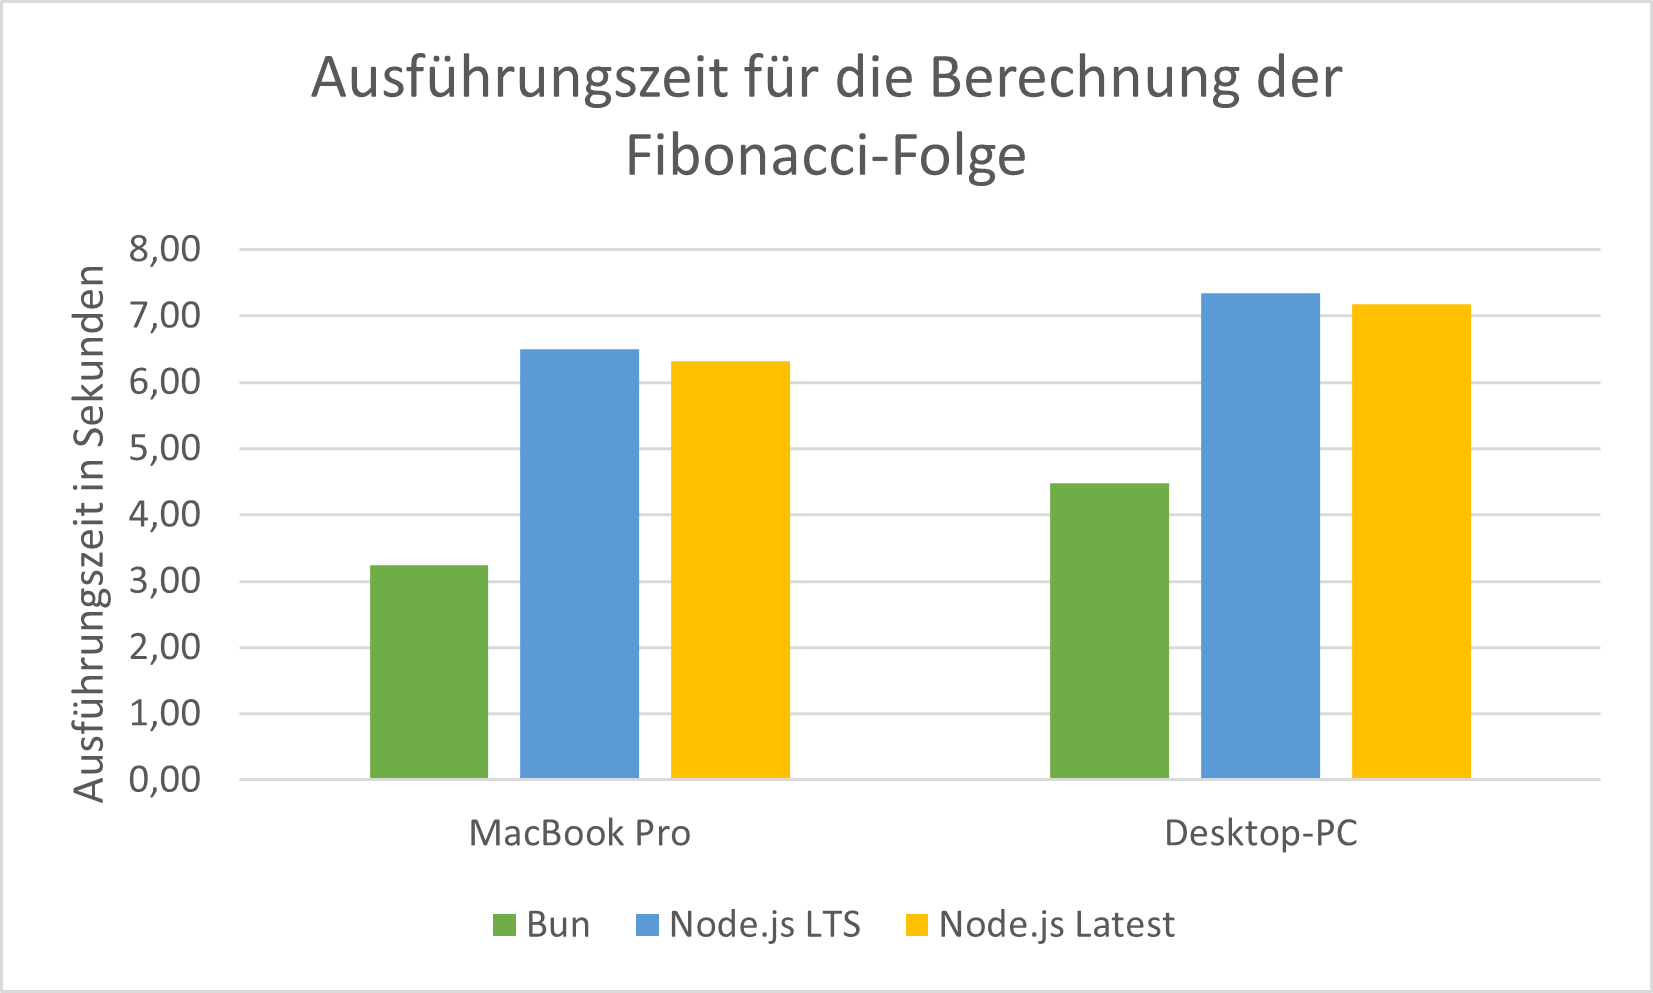 Ausführungszeit für die Berechnung der
Fibonacci-Folge
Ausführungszeit in Sekunden
8,00
7,00
6,00
5,00
4,00
3,00
2,00
1,00
0,00
MacBook Pro
Desktop-PC
Bun
Node.js LTS
Node.js Latest